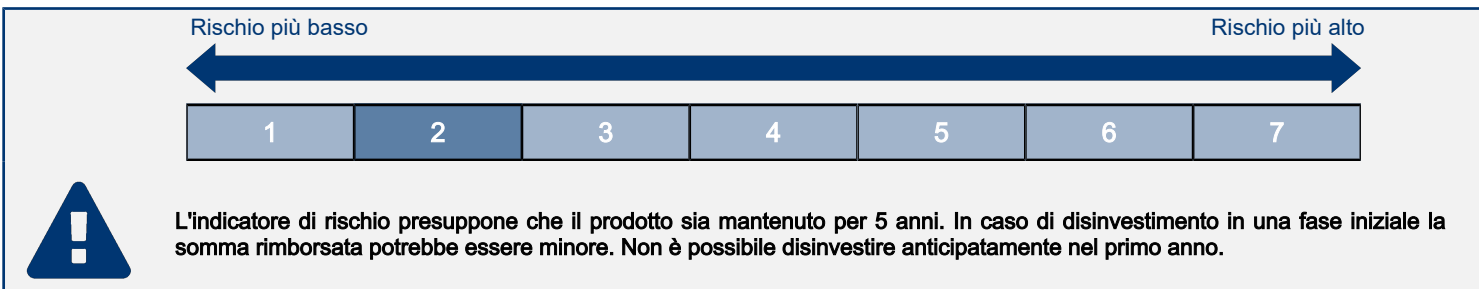 Rischio più basso Rischio più alto
1 2 3 4 5 6 7
L'indicatore di rischio presuppone che il prodotto sia mantenuto per 5 anni. In caso di disinvestimento in una fase iniziale la
somma rimborsata potrebbe essere minore. Non è possibile disinvestire anticipatamente nel primo anno.